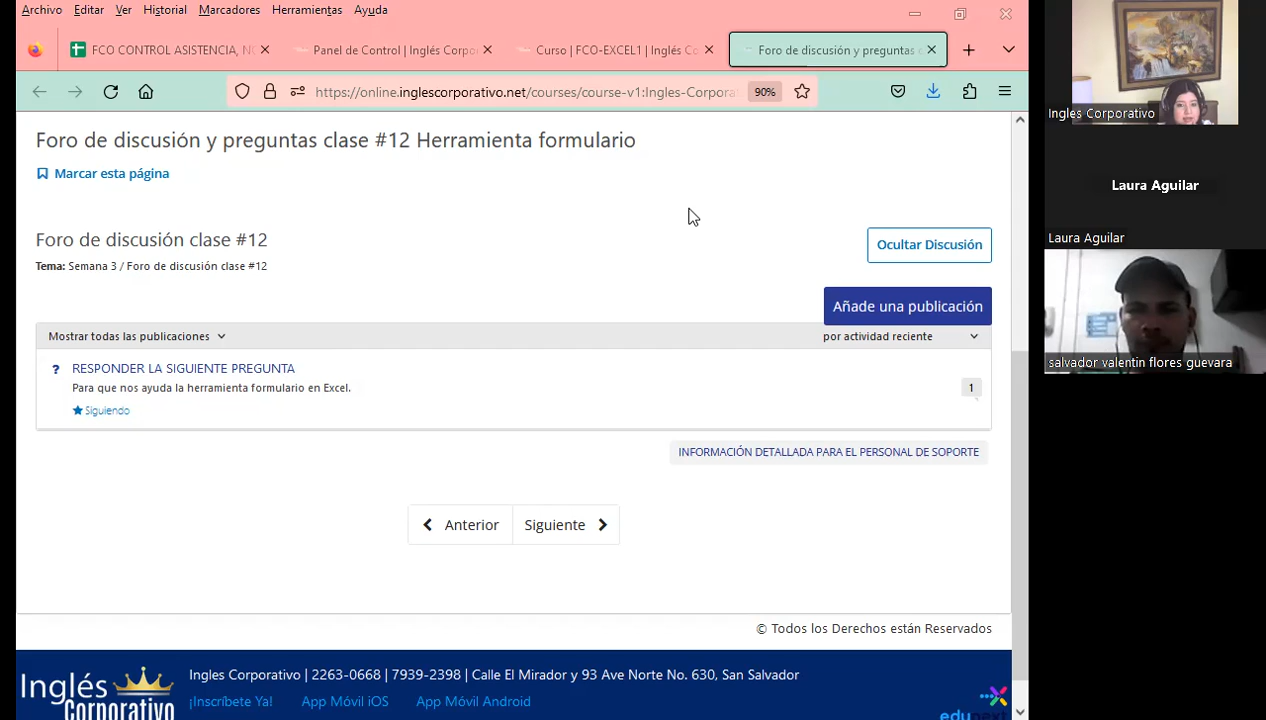 Archivo Editar Ver Historial Marcadores Herramientas Ayuda
FCO CONTROL ASISTENCIA, NO
Panel de Control | Inglés Corpor
Curso | FCO-EXCEL1 | Inglés Co
Foro de discusión y preguntas c
https://online.inglescorporativo.net/courses/course-v1:Ingles-Corpora
90%
Foro de discusión y preguntas clase #12 Herramienta formulario
Marcar esta página
Foro de discusión clase #12
Ocultar Discusión
Tema: Semana 3 / Foro de discusión clase #12
Añade una publicación
Mostrar todas las publicaciones
por actividad reciente
? RESPONDER LA SIGUIENTE PREGUNTA
Para que nos ayuda la herramienta formulario en Excel.
1
Siguiendo
INFORMACIÓN DETALLADA PARA EL PERSONAL DE SOPORTE
Anterior
Siguiente
© Todos los Derechos están Reservados
Ingles Corporativo | 2263-0668 | 7939-2398 | Calle El Mirador y 93 Ave Norte No. 630, San Salvador
¡Inscríbete Ya! App Móvil iOS App Móvil Android
Inglés
Corporativo
edunext
Ingles Corporativo
Laura Aguilar
Laura Aguilar
salvador valentin flores guevara